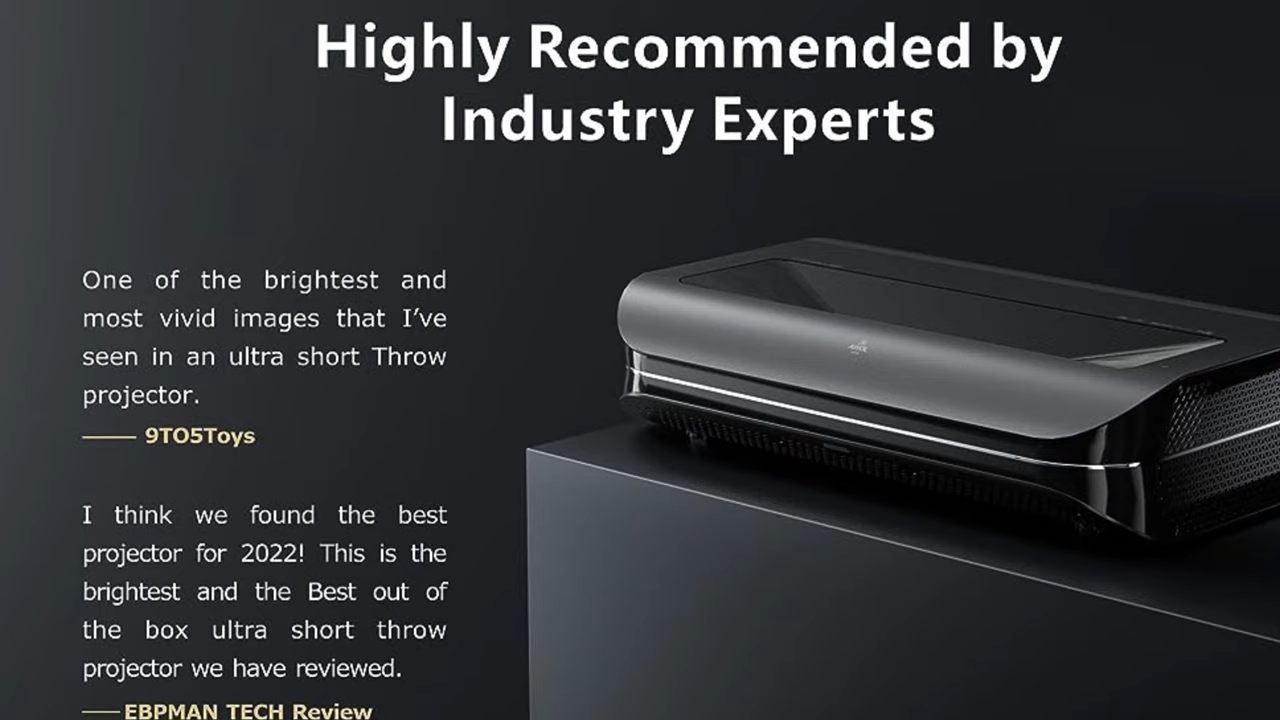 Highly Recommended by
Industry Experts
One of the brightest and
most vivid images that I've
seen in an ultra short Throw
projector.
—— 9TO5Toys
I think we found the best
projector for 2022! This is the
brightest and the Best out of
the box ultra short throw
projector we have reviewed.
—— EBPMAN TECH Review